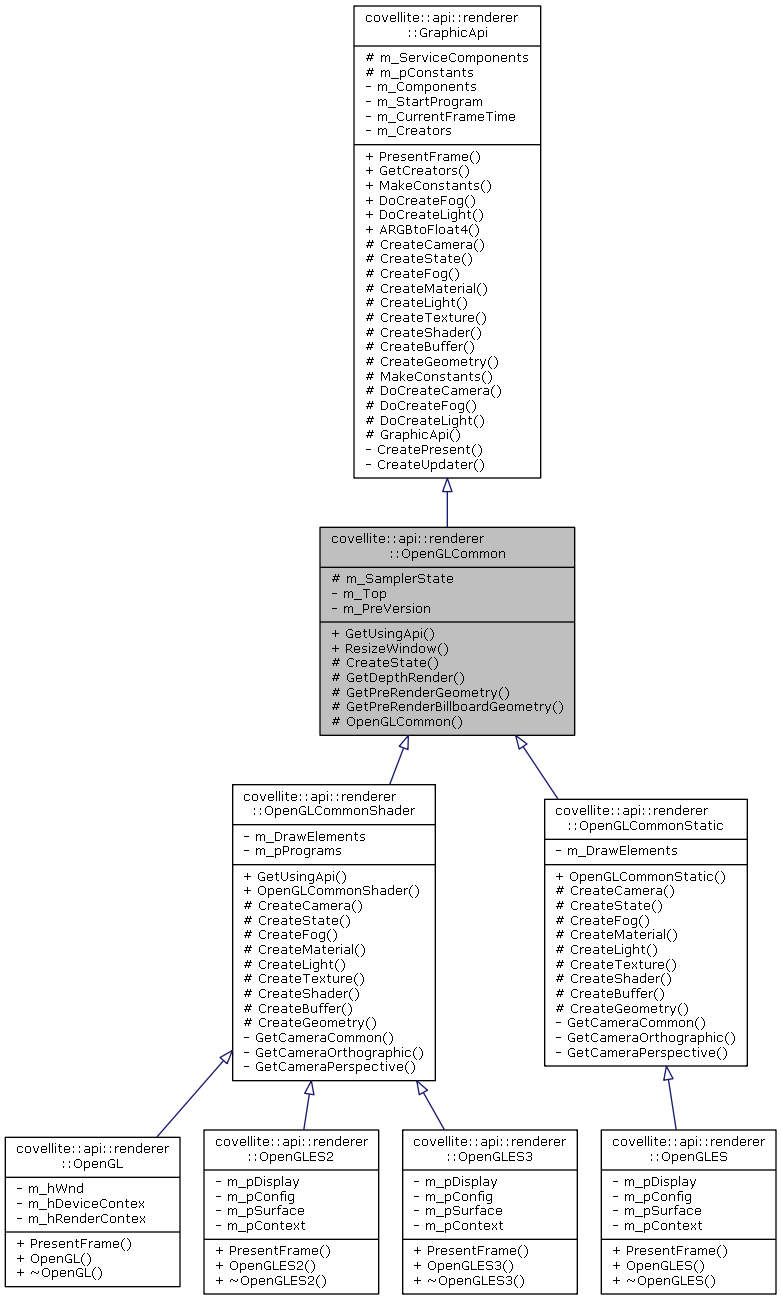 covellite::api::renderer
::GraphicApi
# m_ServiceComponents
# m_pConstants
- m_Components
- m_StartProgram
- m_CurrentFrameTime
- m_Creators
+ PresentFrame()
+ GetCreators()
+ MakeConstants()
+ DoCreateFog()
+ DoCreateLight()
+ ARGBtoFloat4()
# CreateCamera()
# CreateState()
# CreateFog()
# CreateMaterial()
# CreateLight()
# CreateTexture()
# CreateShader()
# CreateBuffer()
# CreateGeometry()
# MakeConstants()
# DoCreateCamera()
# DoCreateFog()
# DoCreateLight()
# GraphicApi()
- CreatePresent()
- CreateUpdater()
covellite::api::renderer
::OpenGLCommon
# m_SamplerState
- m_Top
- m_PreVersion
+ GetUsingApi()
+ ResizeWindow()
# CreateState()
# GetDepthRender()
# GetPreRenderGeometry()
# GetPreRenderBillboardGeometry()
# OpenGLCommon()
covellite::api::renderer
::OpenGLCommonShader
- m_DrawElements
- m_pPrograms
+ GetUsingApi()
+ OpenGLCommonShader()
# CreateCamera()
# CreateState()
# CreateFog()
# CreateMaterial()
# CreateLight()
# CreateTexture()
# CreateShader()
# CreateBuffer()
# CreateGeometry()
- GetCameraCommon()
- GetCameraOrthographic()
- GetCameraPerspective()
covellite::api::renderer
::OpenGLCommonStatic
- m_DrawElements
+ OpenGLCommonStatic()
# CreateCamera()
# CreateState()
# CreateFog()
# CreateMaterial()
# CreateLight()
# CreateTexture()
# CreateShader()
# CreateBuffer()
# CreateGeometry()
- GetCameraCommon()
- GetCameraOrthographic()
- GetCameraPerspective()
covellite::api::renderer
::OpenGL
- m_hWnd
- m_hDeviceContex
- m_hRenderContex
+ PresentFrame()
+ OpenGL()
+ ~OpenGL()
covellite::api::renderer
::OpenGLES2
- m_pDisplay
- m_pConfig
- m_pSurface
- m_pContext
+ PresentFrame()
+ OpenGLES2()
+ ~OpenGLES2()
covellite::api::renderer
::OpenGLES3
- m_pDisplay
- m_pConfig
- m_pSurface
- m_pContext
+ PresentFrame()
+ OpenGLES3()
+ ~OpenGLES3()
covellite::api::renderer
::OpenGLES
- m_pDisplay
- m_pConfig
- m_pSurface
- m_pContext
+ PresentFrame()
+ OpenGLES()
+ ~OpenGLES()